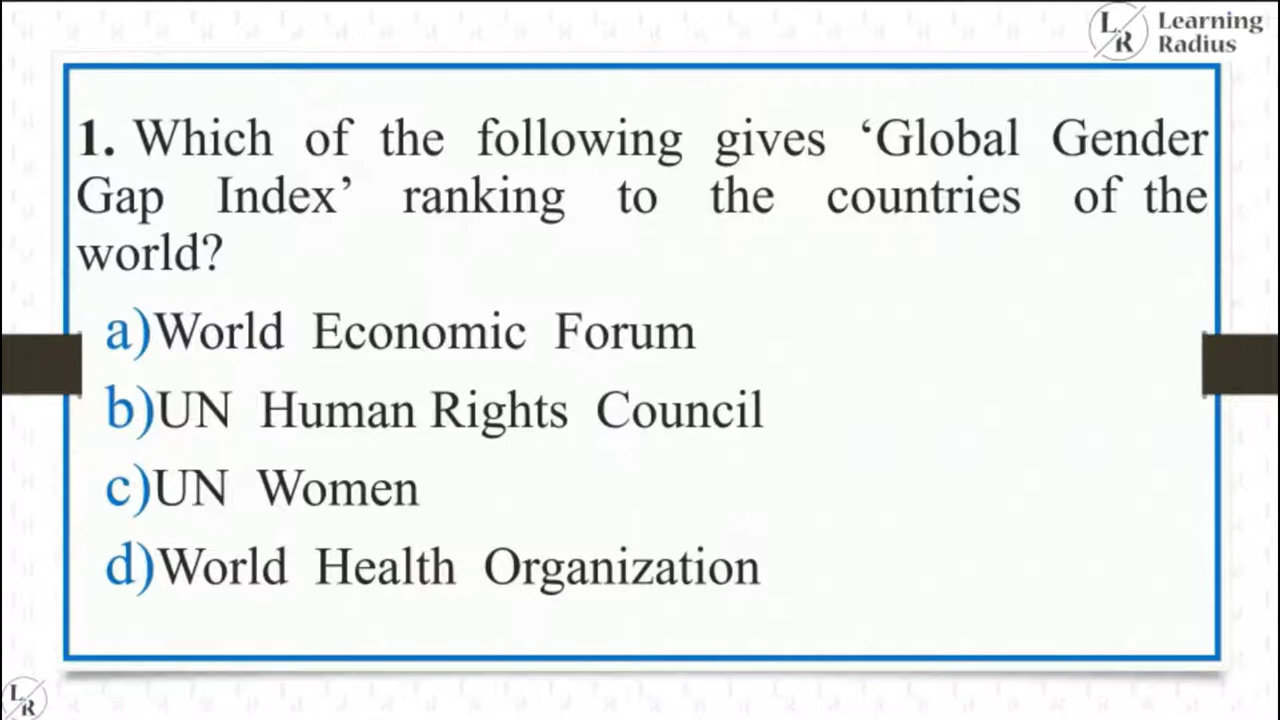 L R Learning
Radius
1. Which of the following gives ‘Global Gender
Gap Index’ ranking to the countries of the
world?
a)World Economic Forum
b)UN Human Rights Council
c)UN Women
d)World Health Organization
L R